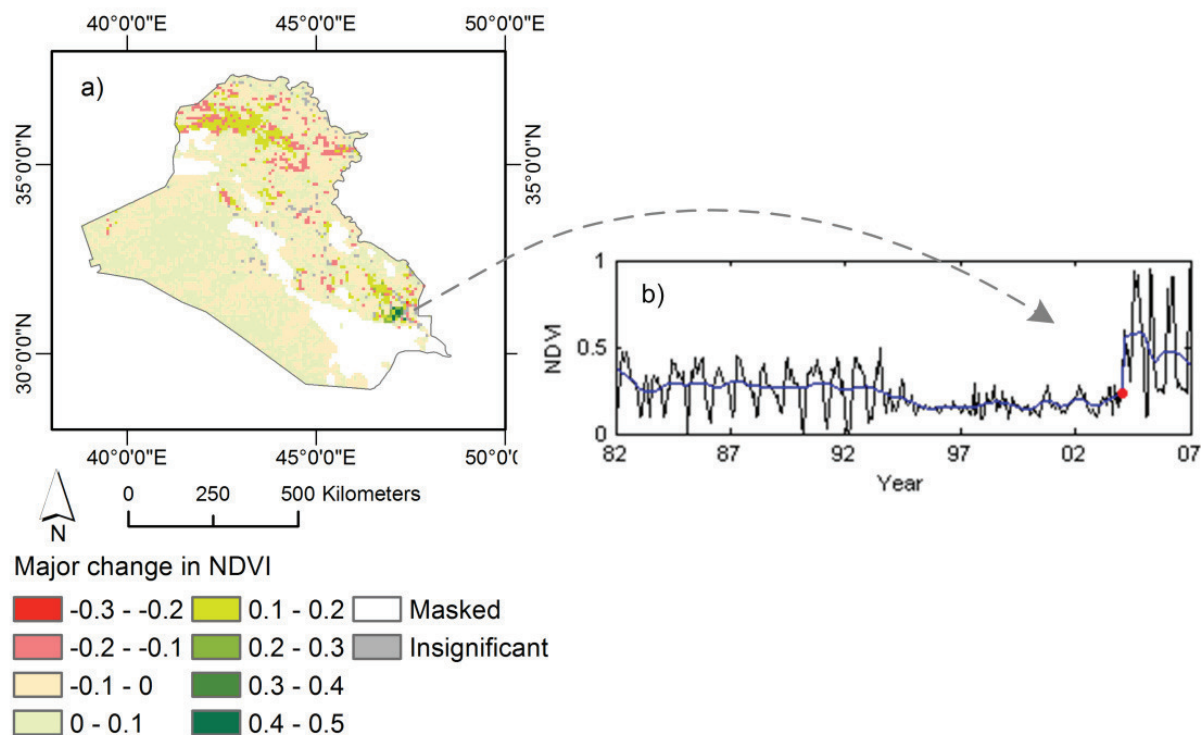 40°0'0"E 45°0'0"E 50°0'0"E
a)
35°0'0"N 35°0'0"N
30°0'0"N 30°0'0"N
40°0'0"E 45°0'0"E 50°0'0(
N
0 250 500 Kilometers
b)
NDVI
1
0.5
0
82 87 92 97 02 07
Year
Major change in NDVI
-0.3 - -0.2 0.1 - 0.2 Masked
-0.2 - -0.1 0.2 - 0.3 Insignificant
-0.1 - 0 0.3 - 0.4
0 - 0.1 0.4 - 0.5